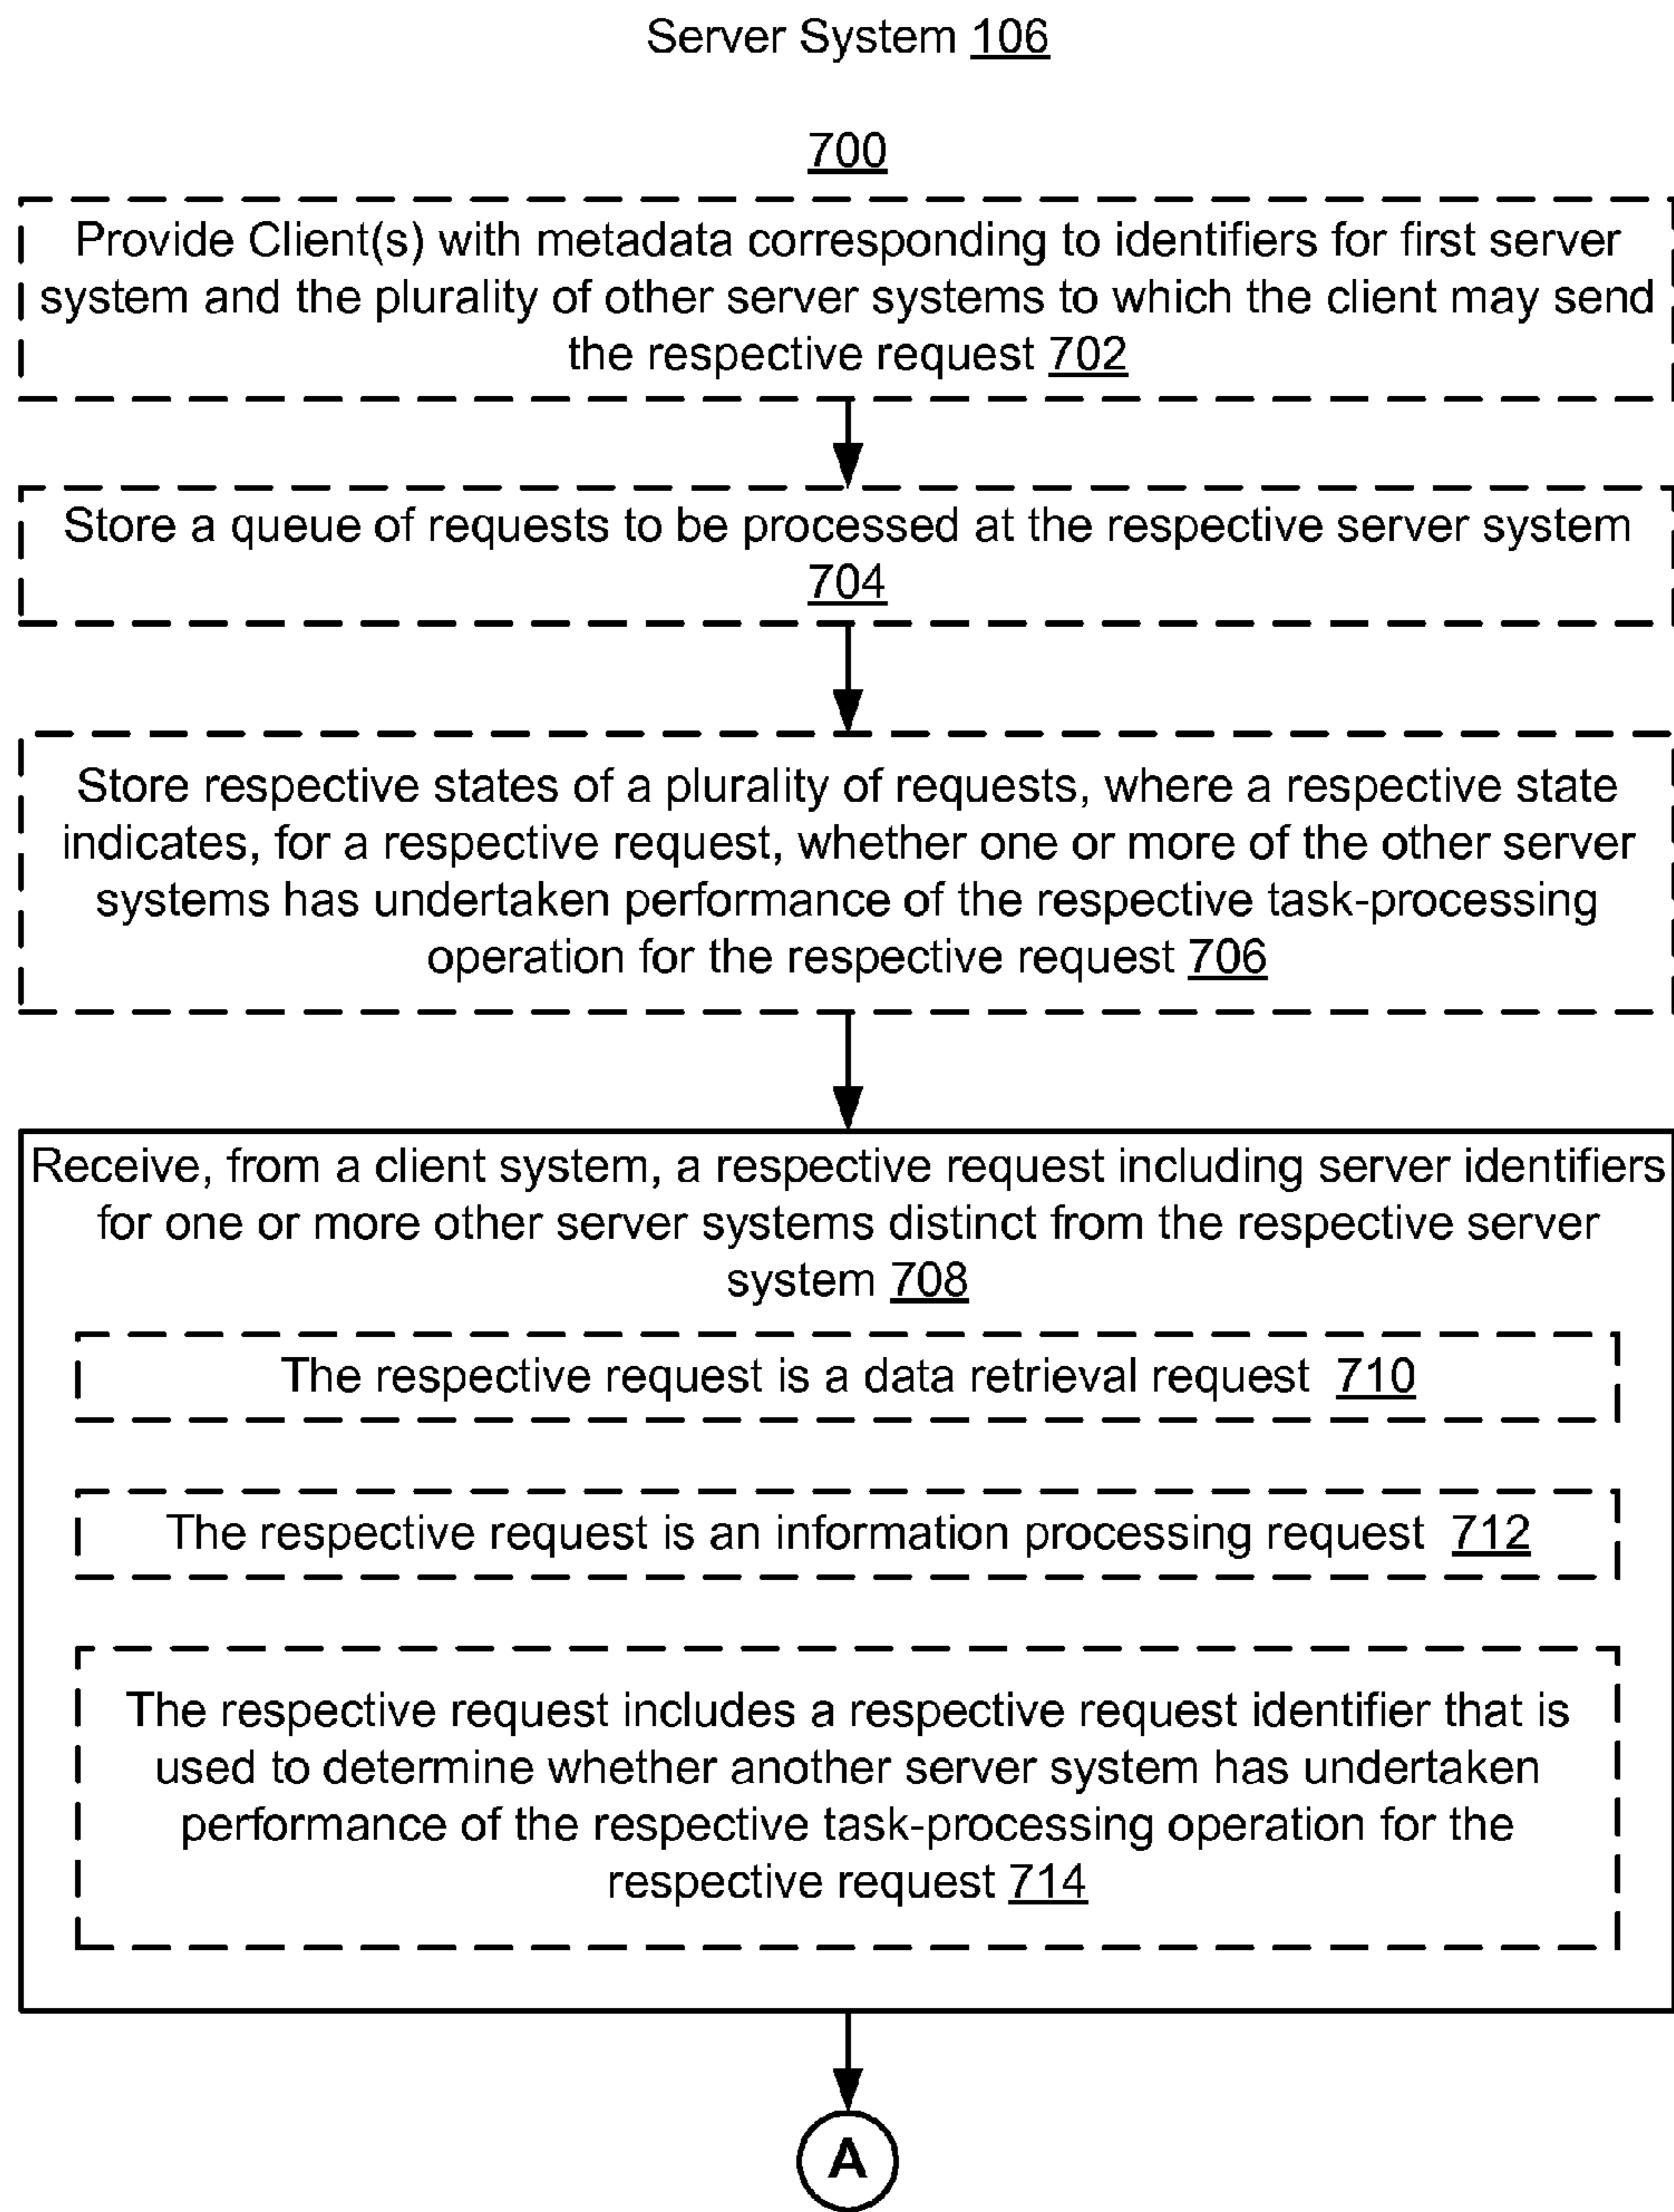 Server System 106
700
Provide Client(s) with metadata corresponding to identifiers for first server
system and the plurality of other server systems to which the client may send
the respective request 702
Store a queue of requests to be processed at the respective server system
704
Store respective states of a plurality of requests, where a respective state
indicates, for a respective request, whether one or more of the other server
systems has undertaken performance of the respective task-processing
operation for the respective request 706
Receive, from a client system, a respective request including server identifiers
for one or more other server systems distinct from the respective server
system 708
The respective request is a data retrieval request 710
The respective request is an information processing request 712
The respective request includes a respective request identifier that is
used to determine whether another server system has undertaken
performance of the respective task-processing operation for the
respective request 714
A